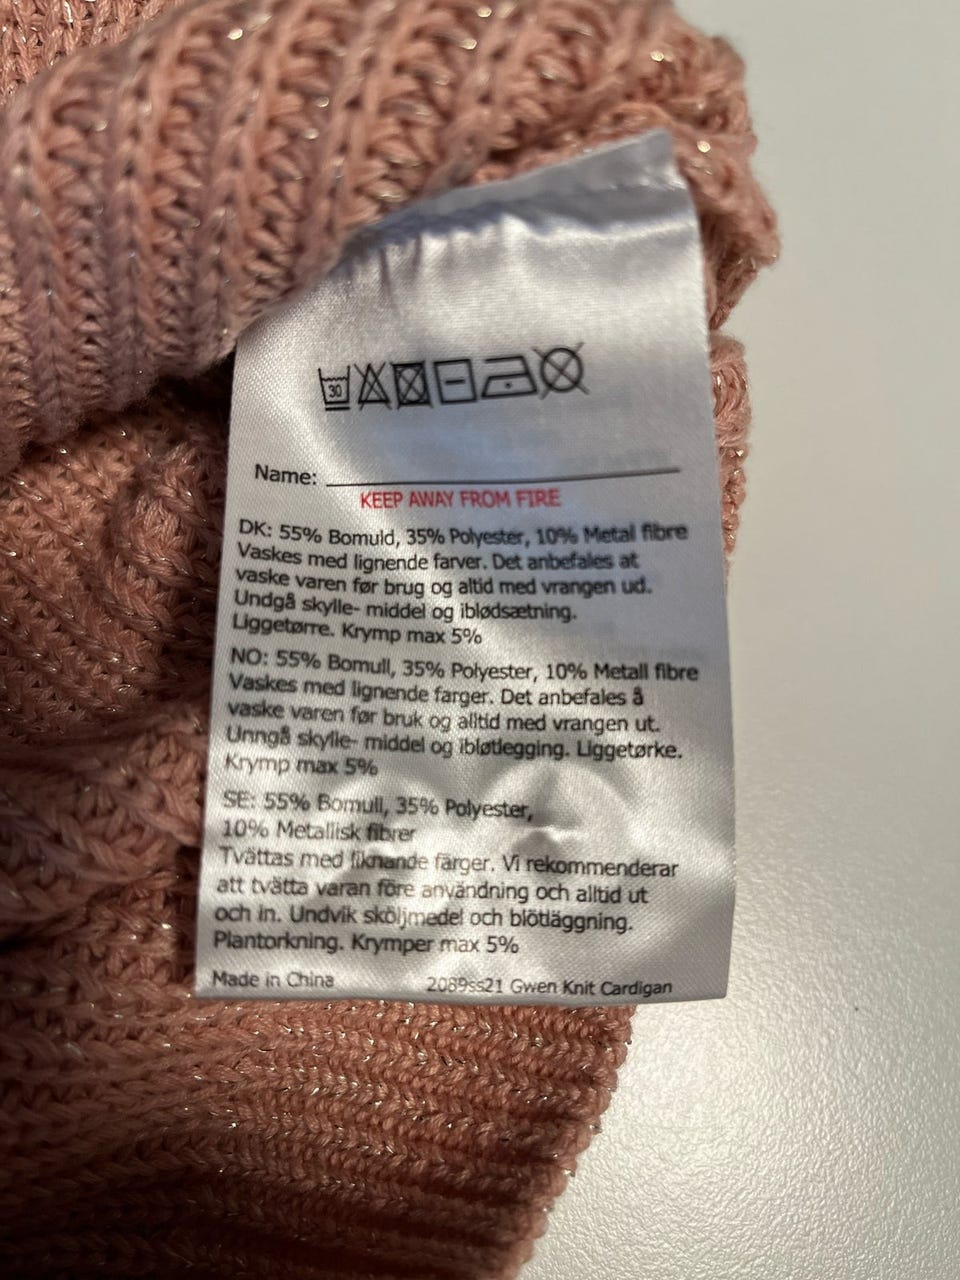 30
Name:
KEEP AWAY FROM FIRE
DK: 55% Bomuld, 35% Polyester, 10% Metal fibre
Vaskes med lignende farver. Det anbefales at
vaske varen før brug og altid med vrangen ud.
Undgå skylle- middel og iblødsætning.
Liggetørre. Krymp max 5%
NO: 55% Bomull, 35% Polyester, 10% Metall fibre
Vaskes med lignende farger. Det anbefales å
vaske varen før bruk og alltid med vrangen ut.
Unngå skylle- middel og ibløtlegging. Liggetørke.
Krymp max 5%
SE: 55% Bomull, 35% Polyester,
10% Metallisk fibrer
Tvättas med liknande färger. Vi rekommenderar
att tvätta varan före användning och alltid ut
och in. Undvik sköljmedel och blötläggning.
Plantorkning. Krymper max 5%
Made in China 2089ss21 Gwen Knit Cardigan